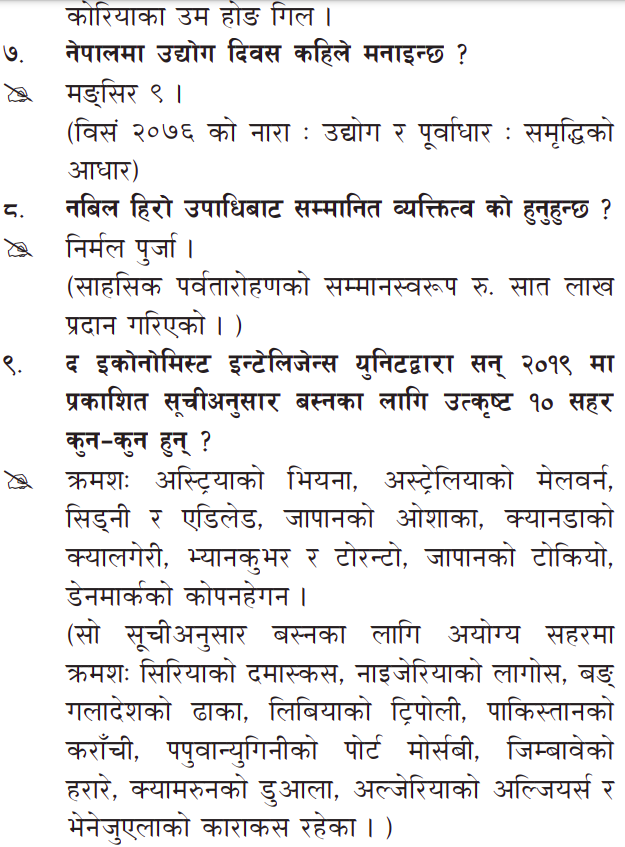 कोरियाका उम होङ गिल ।
७. नेपालमा उद्योग दिवस कहिले मनाइन्छ ?
मङ्सिर ९ ।
(विसं २०७६ को नारा : उद्योग र पूर्वाधार : समृद्धिको
आधार)
८. नबिल हिरो उपाधिबाट सम्मानित व्यक्तित्व को हुनुहुन्छ ?
निर्मल पुर्जा ।
(साहसिक पर्वतारोहणको सम्मानस्वरूप रु. सात लाख
प्रदान गरिएको । )
९. द इकोनोमिस्ट इन्टेलिजेन्स युनिटद्वारा सन् २०१९ मा
प्रकाशित सूचीअनुसार बस्नका लागि उत्कृष्ट १० सहर
कुन-कुन हुन् ?
क्रमशः अस्ट्रियाको भियना, अस्ट्रेलियाको मेलवर्न,
सिड्नी र एडिलेड, जापानको ओशाका, क्यानडाको
क्यालगेरी, भ्यानकुभर र टोरन्टो, जापानको टोकियो,
डेनमार्कको कोपनहेगन ।
(सो सूचीअनुसार बस्नका लागि अयोग्य सहरमा
क्रमशः सिरियाको दमास्कस, नाइजेरियाको लागोस, बङ्
गलादेशको ढाका, लिबियाको ट्रिपोली, पाकिस्तानको
कराँची, पपुवान्युगिनीको पोर्ट मोर्सबी, जिम्बावेको
हरारे, क्यामरुनको डुआला, अल्जेरियाको अल्जियर्स र
भेनेजुएलाको काराकस रहेका । )